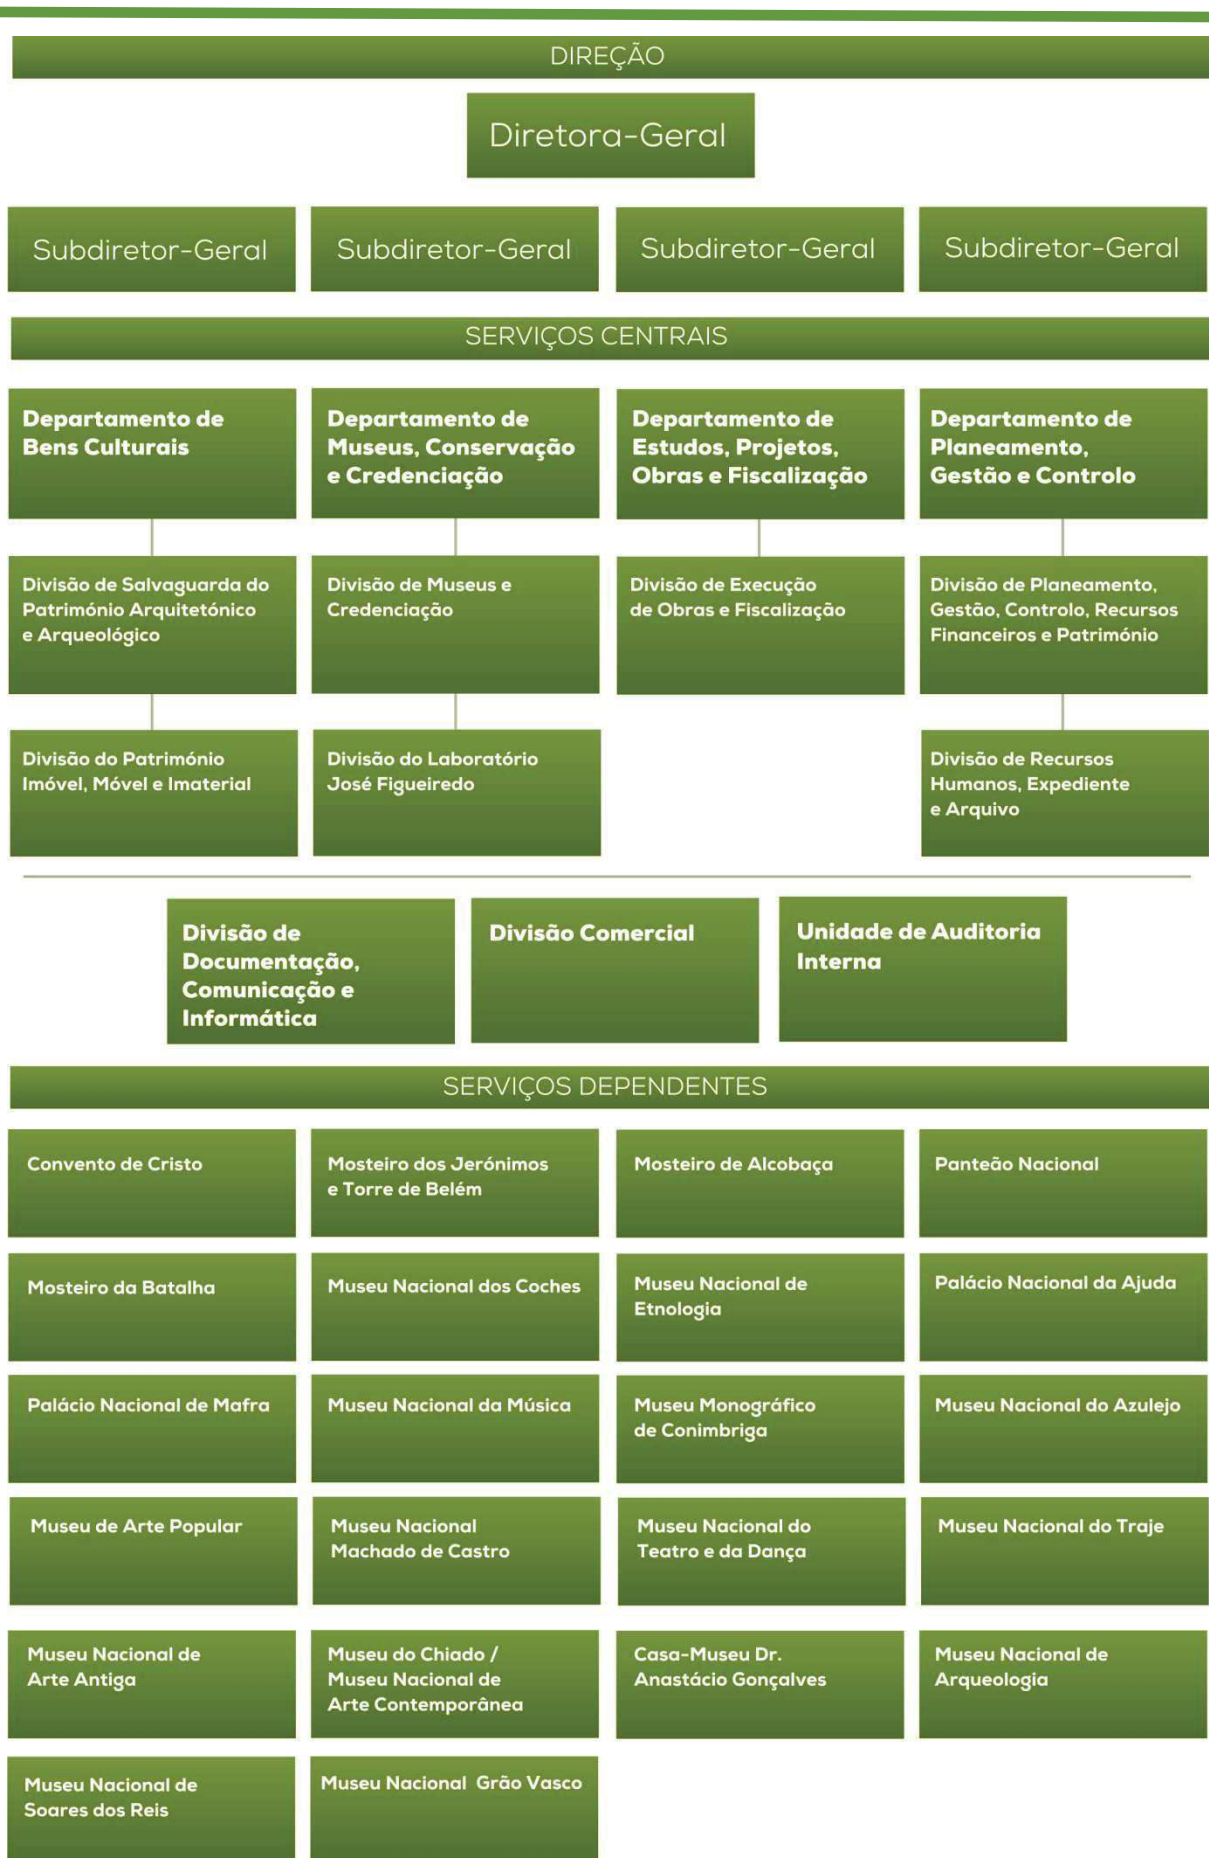 DIREÇÃO
Diretora-Geral
Subdiretor-Geral
Subdiretor-Geral
Subdiretor-Geral
Subdiretor-Geral
SERVIÇOS CENTRAIS
Departamento de
Bens Culturais
Departamento de
Museus, Conservação
e Credenciação
Departamento de
Estudos, Projetos,
Obras e Fiscalização
Departamento de
Planeamento,
Gestão e Controlo
Divisão de Salvaguarda do
Património Arquitetónico
e Arqueológico
Divisão de Museus e
Credenciação
Divisão de Execução
de Obras e Fiscalização
Divisão de Planeamento,
Gestão, Controlo, Recursos
Financeiros e Património
Divisão do Património
Imóvel, Móvel e Imaterial
Divisão do Laboratório
José Figueiredo
Divisão de Recursos
Humanos, Expediente
e Arquivo
Divisão de
Documentação,
Comunicação e
Informática
Divisão Comercial
Unidade de Auditoria
Interna
SERVIÇOS DEPENDENTES
Convento de Cristo
Mosteiro dos Jerónimos
e Torre de Belém
Mosteiro de Alcobaça
Panteão Nacional
Mosteiro da Batalha
Museu Nacional dos Coches
Museu Nacional de
Etnologia
Palácio Nacional da Ajuda
Palácio Nacional de Mafra
Museu Nacional da Música
Museu Monográfico
de Conimbriga
Museu Nacional do Azulejo
Museu de Arte Popular
Museu Nacional
Machado de Castro
Museu Nacional do
Teatro e da Dança
Museu Nacional do Traje
Museu Nacional de
Arte Antiga
Museu do Chiado /
Museu Nacional de
Arte Contemporânea
Casa-Museu Dr.
Anastácio Gonçalves
Museu Nacional de
Arqueologia
Museu Nacional de
Soares dos Reis
Museu Nacional  Grão Vasco